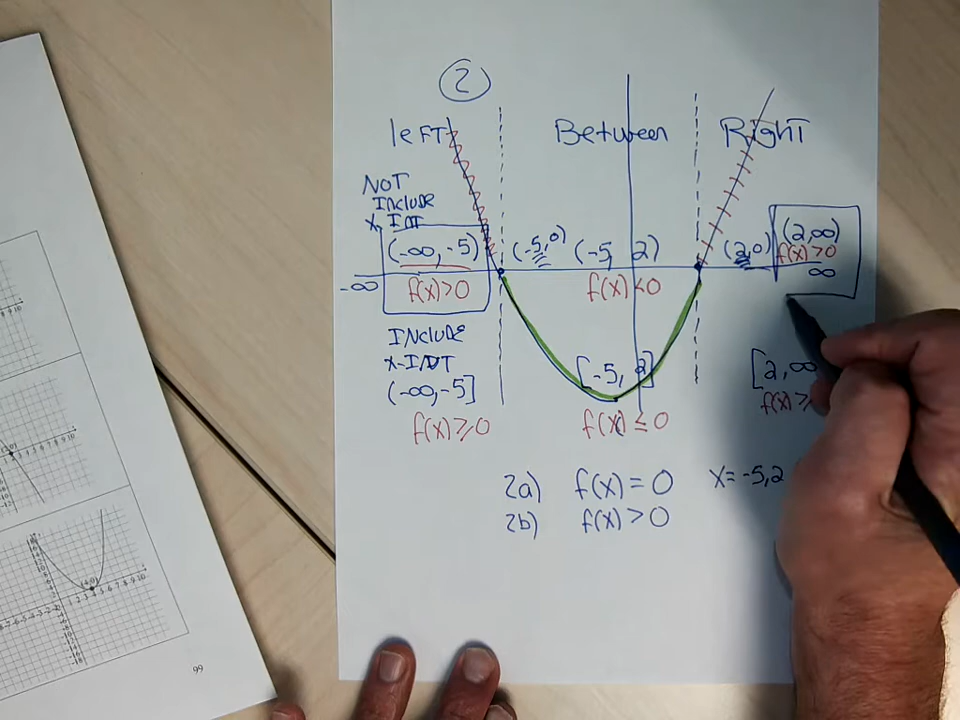 2
leFT Between Right
NOT
INclude
x INT
(-∞, -5) (-5, 0) (-5, 2) (2, 0) (2, ∞)
f(x) > 0
-∞ f(x) > 0 f(x) < 0 ∞
INclude
x-INT
(-∞, -5] [-5, 2] [2, ∞
f(x) ≥ 0 f(x) ≤ 0 f(x) ≥
2a) f(x) = 0 x = -5, 2
2b) f(x) > 0
99